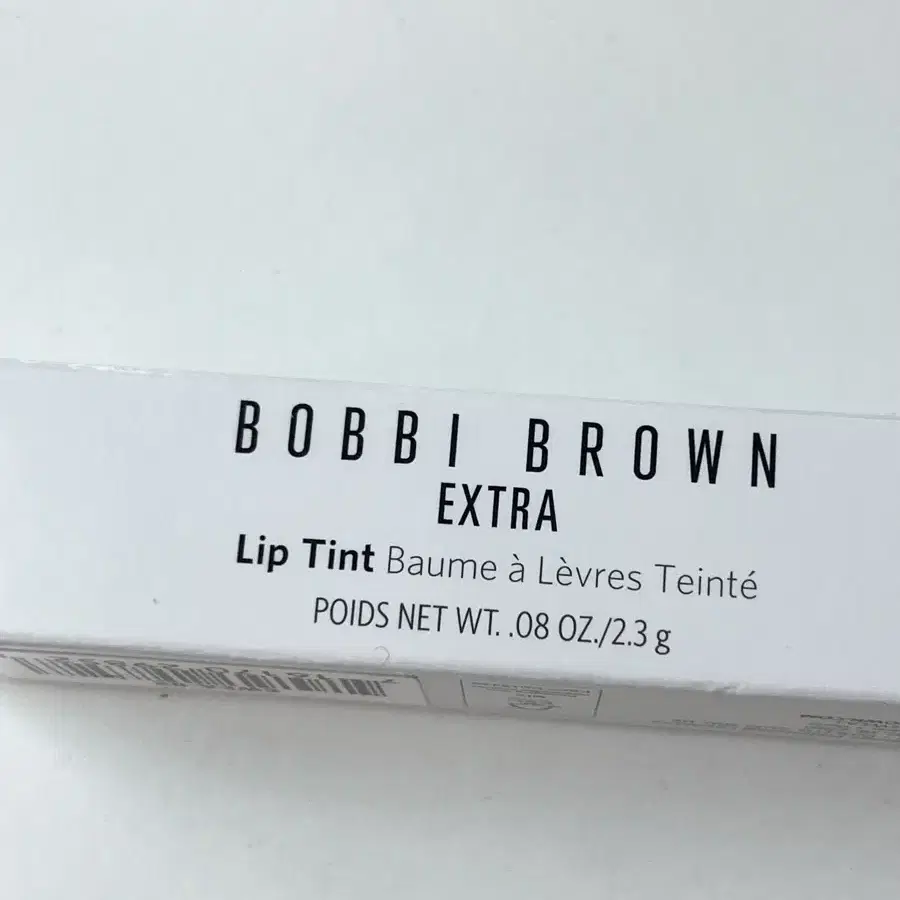 BOBBI BROWN
EXTRA
Lip Tint Baume à Lèvres Teinté
POIDS NET WT. .08 OZ./2.3 g